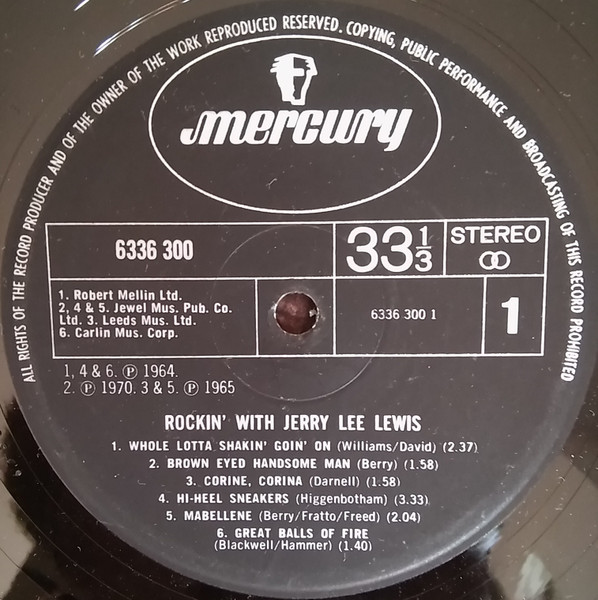 ALL RIGHTS OF THE RECORD PRODUCER AND OF THE OWNER OF THE WORK REPRODUCED RESERVED. COPYING, PUBLIC PERFORMANCE AND BROADCASTING OF THIS RECORD PROHIBITED
mercury
6336 300
33 1/3
STEREO
1. Robert Mellin Ltd.
2, 4 & 5. Jewel Mus. Pub. Co.
Ltd. 3. Leeds Mus. Ltd.
6. Carlin Mus. Corp.
6336 300 1
1
1, 4 & 6. ℗ 1964.
2. ℗ 1970. 3 & 5. ℗ 1965
ROCKIN' WITH JERRY LEE LEWIS
1. WHOLE LOTTA SHAKIN' GOIN' ON (Williams/David) (2.37)
2. BROWN EYED HANDSOME MAN (Berry) (1.58)
3. CORINE, CORINA (Darnell) (1.58)
4. HI-HEEL SNEAKERS (Higgenbotham) (3.33)
5. MABELLENE (Berry/Fratto/Freed) (2.04)
6. GREAT BALLS OF FIRE
(Blackwell/Hammer) (1.40)